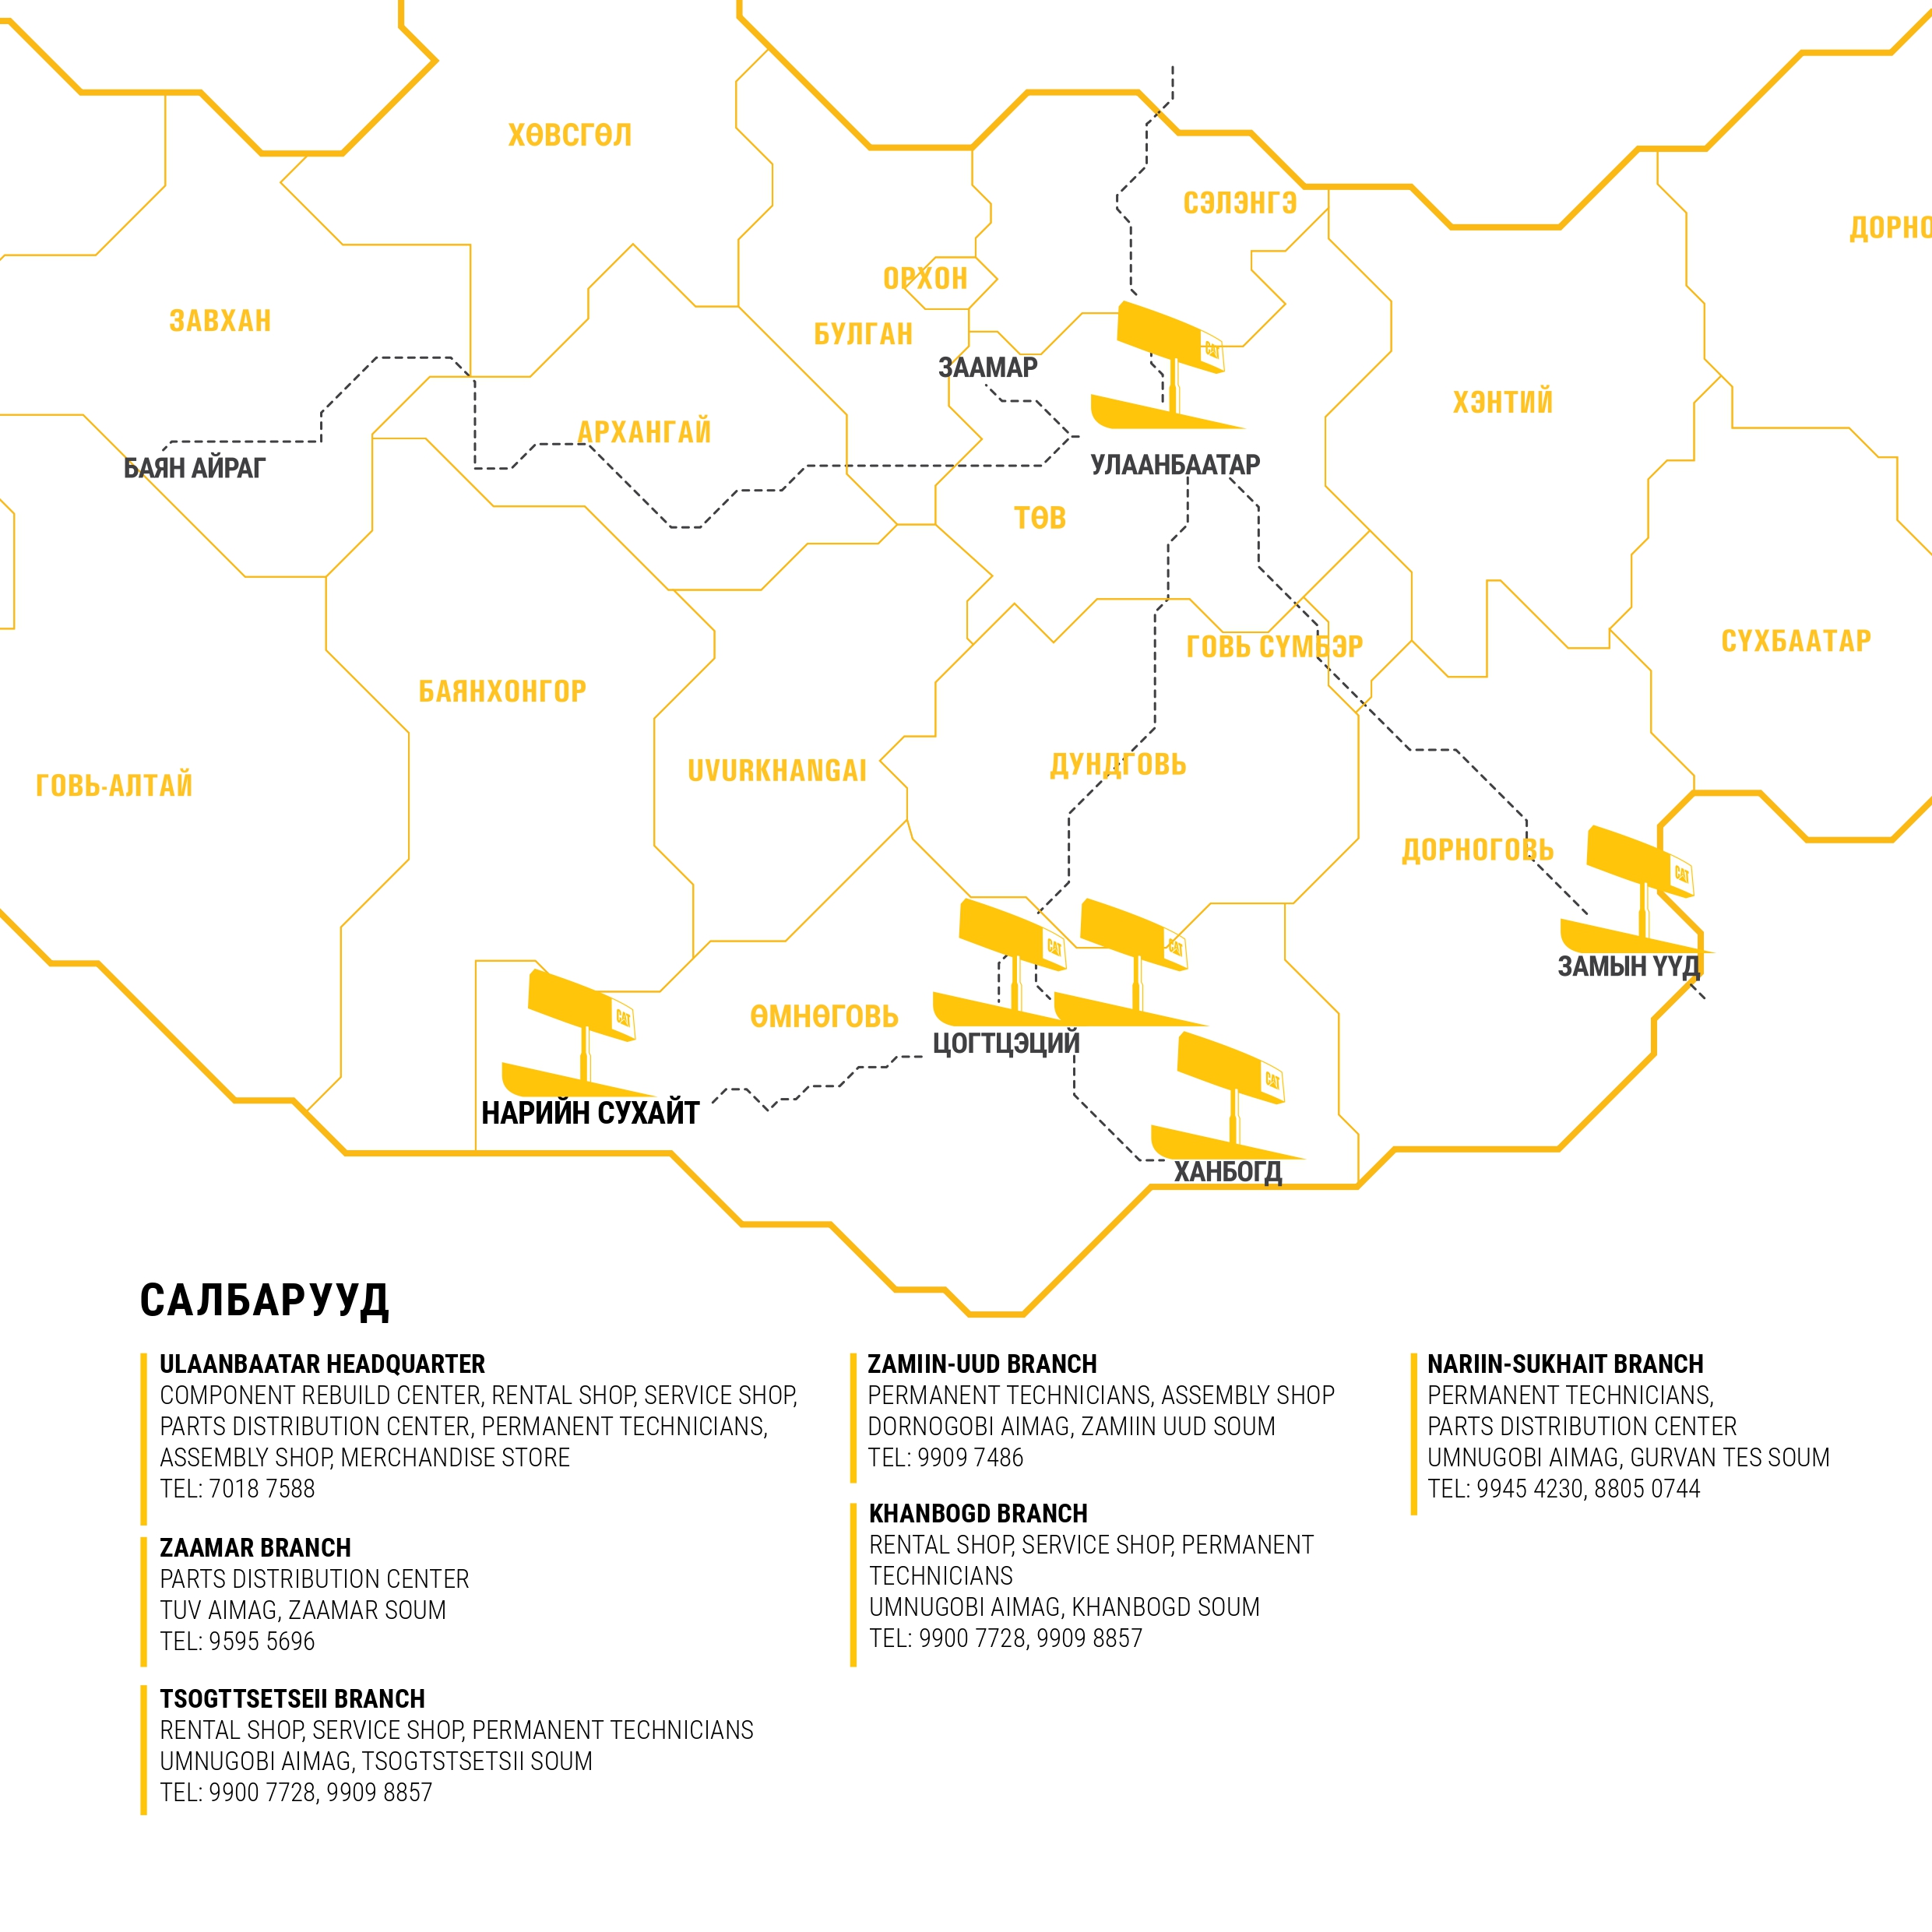 ХӨВСГӨЛ
СЭЛЭНГЭ
ДОРНО
ОРХОН
ЗАВХАН
БУЛГАН
CAT
ЗААМАР
ХЭНТИЙ
АРХАНГАЙ
БАЯН АЙРАГ
УЛААНБААТАР
ТӨВ
ГОВЬ СҮМБЭР
СҮХБААТАР
БАЯНХОНГОР
ДУНДГОВЬ
UVURKHANGAI
ГОВЬ-АЛТАЙ
ДОРНОГОВЬ
CAT
CAT
CAT
ЗАМЫН ҮҮД
ӨМНӨГОВЬ
CAT
ЦОГТЦЭЦИЙ
CAT
НАРИЙН СУХАЙТ
ХАНБОГД
САЛБАРУУД
ULAANBAATAR HEADQUARTER
COMPONENT REBUILD CENTER, RENTAL SHOP, SERVICE SHOP,
PARTS DISTRIBUTION CENTER, PERMANENT TECHNICIANS,
ASSEMBLY SHOP, MERCHANDISE STORE
TEL: 7018 7588
ZAAMAR BRANCH
PARTS DISTRIBUTION CENTER
TUV AIMAG, ZAAMAR SOUM
TEL: 9595 5696
TSOGTTSETSEII BRANCH
RENTAL SHOP, SERVICE SHOP, PERMANENT TECHNICIANS
UMNUGOBI AIMAG, TSOGTSTSETSII SOUM
TEL: 9900 7728, 9909 8857
ZAMIIN-UUD BRANCH
PERMANENT TECHNICIANS, ASSEMBLY SHOP
DORNOGOBI AIMAG, ZAMIIN UUD SOUM
TEL: 9909 7486
KHANBOGD BRANCH
RENTAL SHOP, SERVICE SHOP, PERMANENT
TECHNICIANS
UMNUGOBI AIMAG, KHANBOGD SOUM
TEL: 9900 7728, 9909 8857
NARIIN-SUKHAIT BRANCH
PERMANENT TECHNICIANS,
PARTS DISTRIBUTION CENTER
UMNUGOBI AIMAG, GURVAN TES SOUM
TEL: 9945 4230, 8805 0744